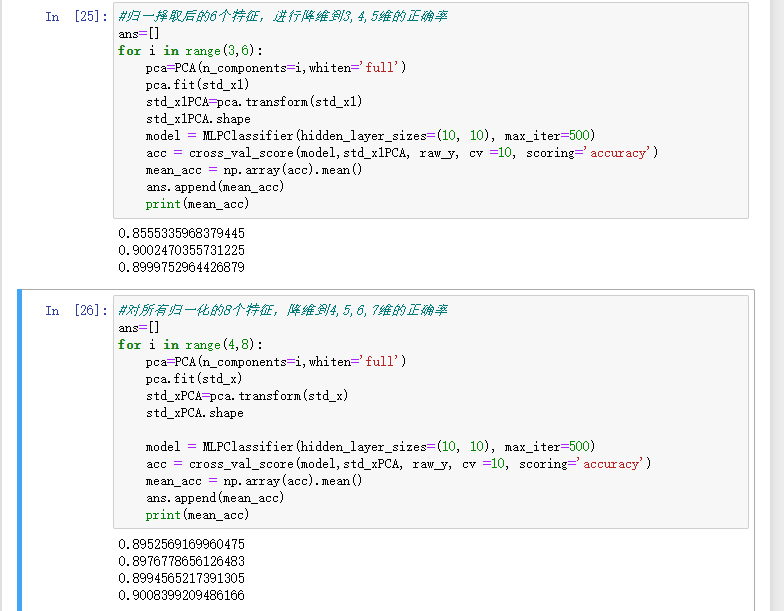 In [25]: #归一择取后的6个特征，进行降维到3,4,5维的正确率
ans=[]
for i in range(3,6):
    pca=PCA(n_components=i,whiten='full')
    pca.fit(std_x1)
    std_x1PCA=pca.transform(std_x1)
    std_x1PCA.shape
    model = MLPClassifier(hidden_layer_sizes=(10, 10), max_iter=500)
    acc = cross_val_score(model,std_x1PCA, raw_y, cv =10, scoring='accuracy')
    mean_acc = np.array(acc).mean()
    ans.append(mean_acc)
    print(mean_acc)
0.8555335968379445
0.9002470355731225
0.8999752964426879
In [26]: #对所有归一化的8个特征，降维到4,5,6,7维的正确率
ans=[]
for i in range(4,8):
    pca=PCA(n_components=i,whiten='full')
    pca.fit(std_x)
    std_xPCA=pca.transform(std_x)
    std_xPCA.shape
    model = MLPClassifier(hidden_layer_sizes=(10, 10), max_iter=500)
    acc = cross_val_score(model,std_xPCA, raw_y, cv =10, scoring='accuracy')
    mean_acc = np.array(acc).mean()
    ans.append(mean_acc)
    print(mean_acc)
0.8952569169960475
0.8976778656126483
0.8994565217391305
0.9008399209486166